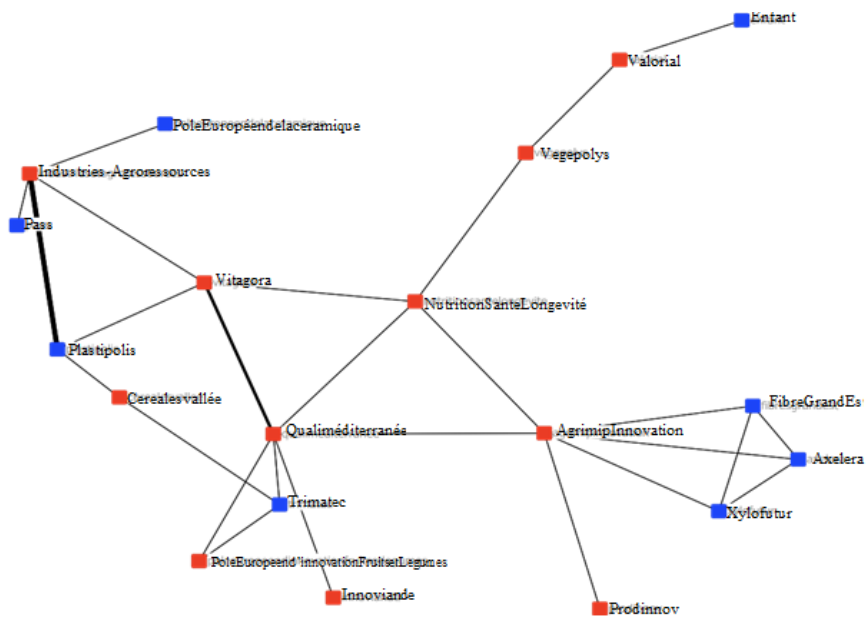 Enfant
Valorial
PoleEuropéendelaceramique
Vegepolys
Industries-Agroressources
Pass
Vitagora
NutritionSanteLongevité
Plastipolis
Cerealesvallée
FibreGrandEs
Qualiméditerranée
AgrimipInnovation
Axelera
Trimatec
Xylofutur
PoleEuropeend'innovationFruitsetLegumes
Innoviande
Prodinnov